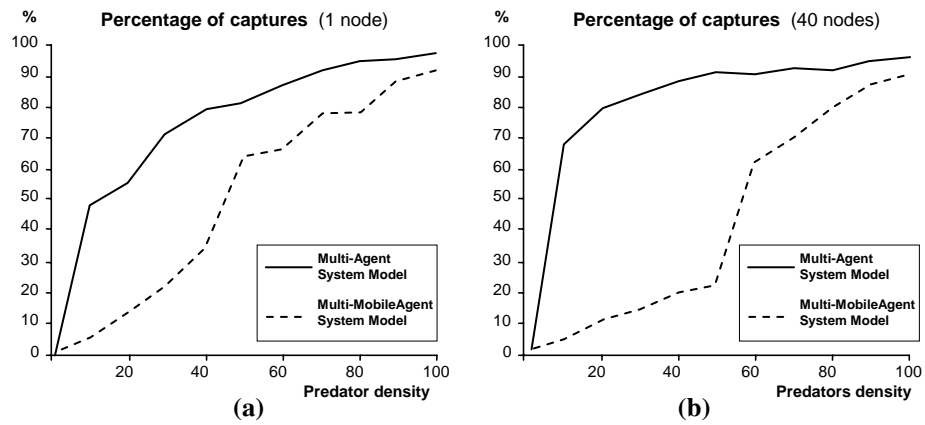 % Percentage of captures (1 node)
100
90
80
70
60
50
40
30
20
10
0
Multi-Agent
System Model
Multi-MobileAgent
System Model
20 40 60 80 100
Predator density
(a)
% Percentage of captures (40 nodes)
100
90
80
70
60
50
40
30
20
10
0
Multi-Agent
System Model
Multi-MobileAgent
System Model
20 40 60 80 100
Predators density
(b)